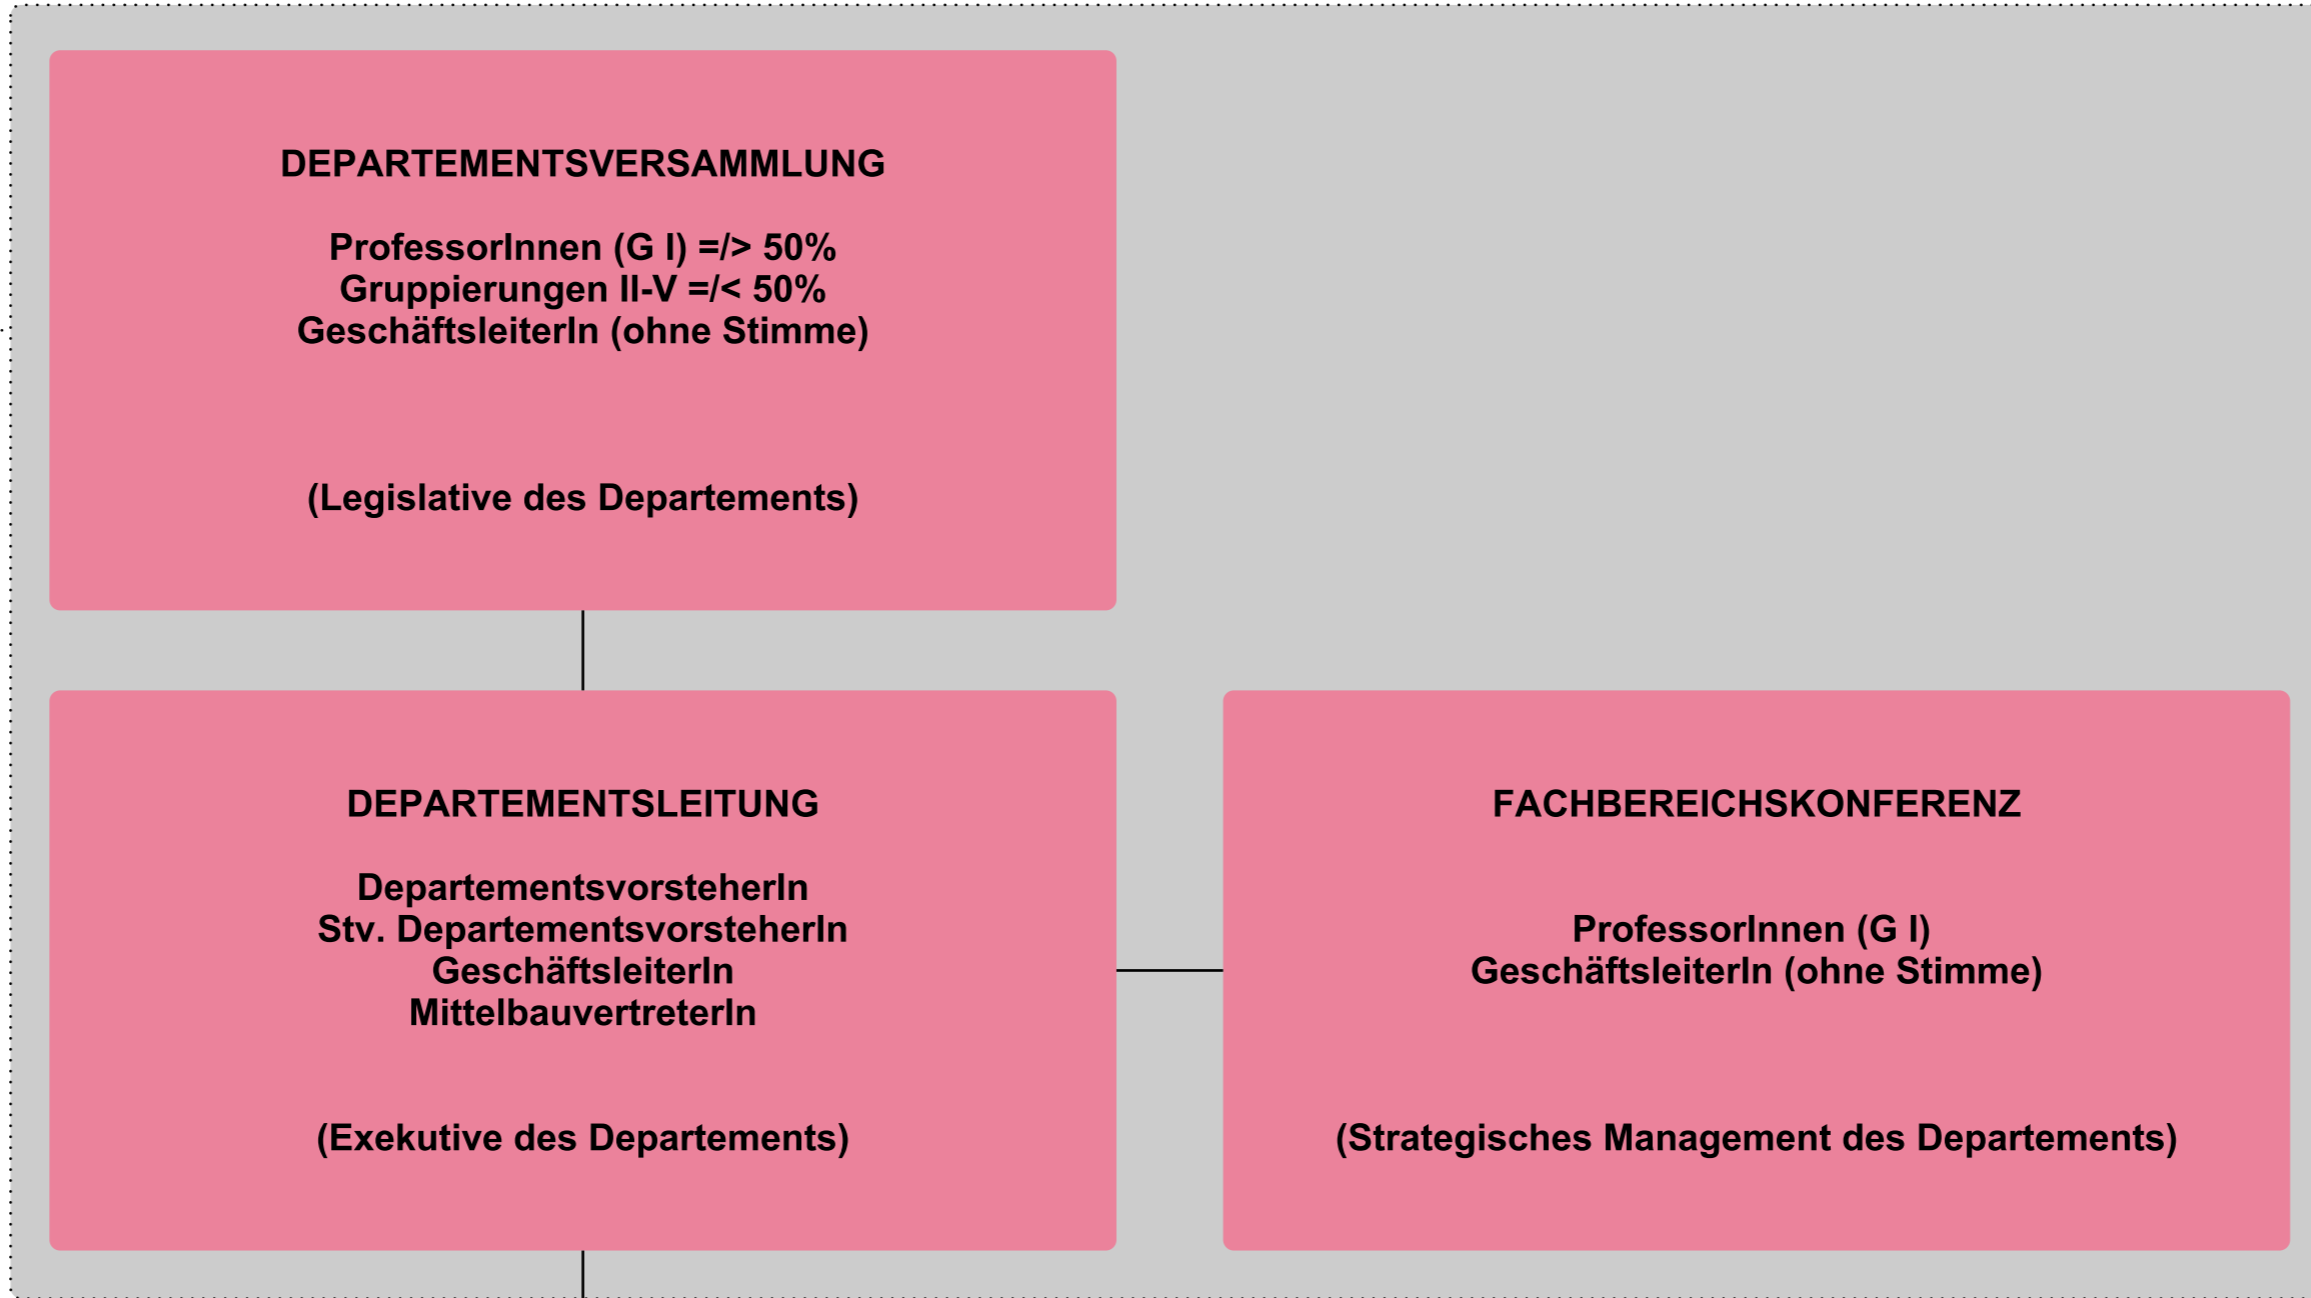 DEPARTEMENTSVERSAMMLUNG
ProfessorInnen (G I) =/> 50%
Gruppierungen II-V =/< 50%
GeschäftsleiterIn (ohne Stimme)
(Legislative des Departements)
DEPARTEMENTSLEITUNG
DepartementsvorsteherIn
Stv. DepartementsvorsteherIn
GeschäftsleiterIn
MittelbauvertreterIn
(Exekutive des Departements)
FACHBEREICHSKONFERENZ
ProfessorInnen (G I)
GeschäftsleiterIn (ohne Stimme)
(Strategisches Management des Departements)